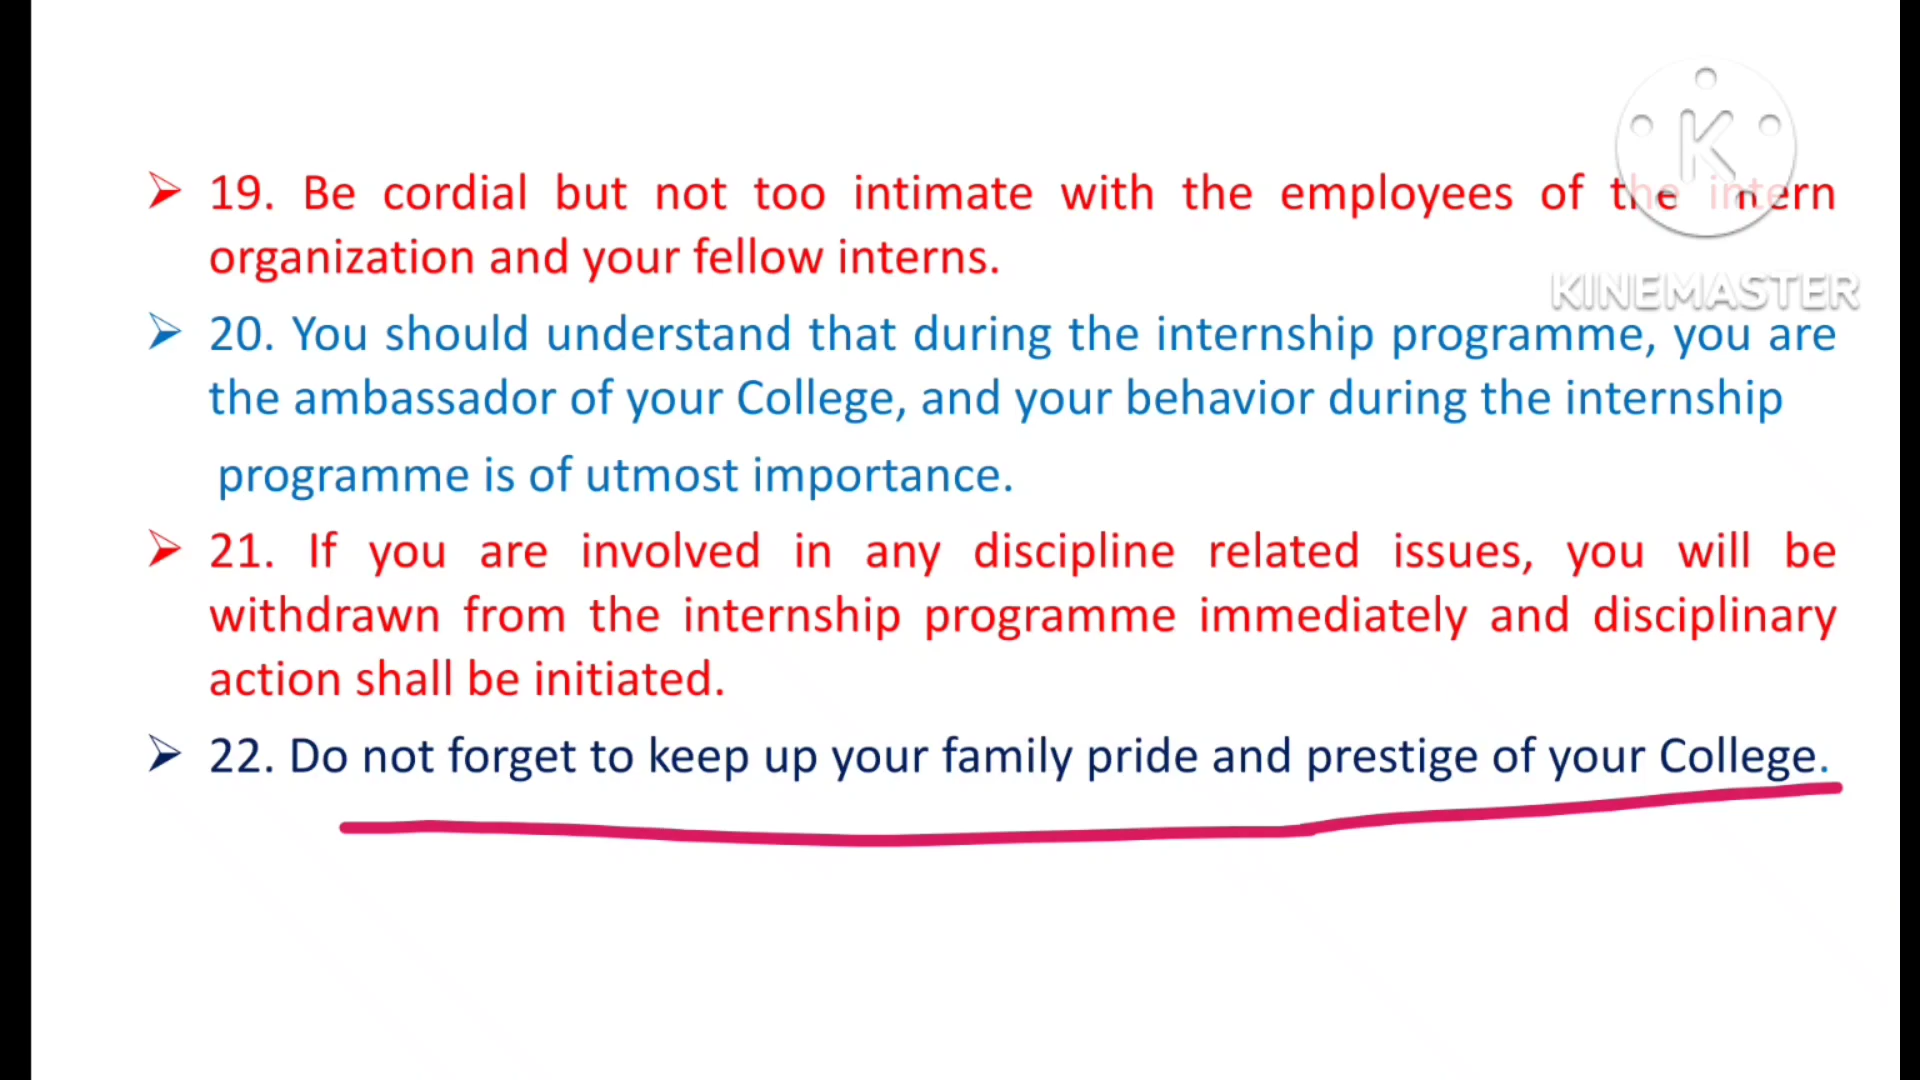 ➢ 19. Be cordial but not too intimate with the employees of the intern
organization and your fellow interns.
➢ 20. You should understand that during the internship programme, you are
the ambassador of your College, and your behavior during the internship
programme is of utmost importance.
➢ 21. If you are involved in any discipline related issues, you will be
withdrawn from the internship programme immediately and disciplinary
action shall be initiated.
➢ 22. Do not forget to keep up your family pride and prestige of your College.
K
KINEMASTER